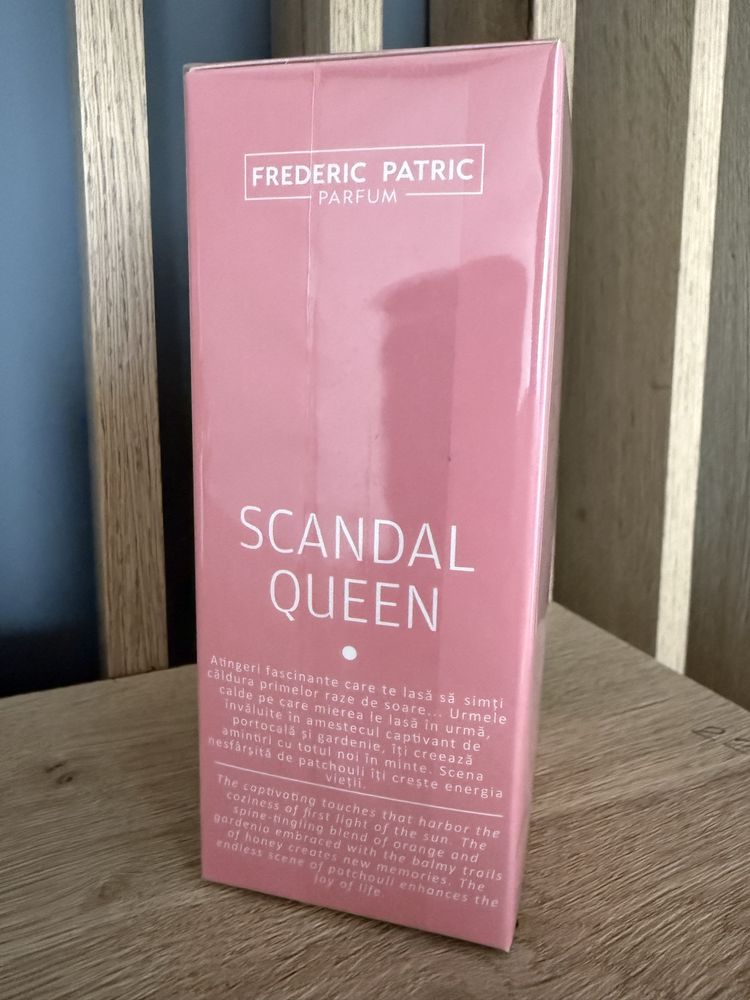 FREDERIC PATRIC
PARFUM
SCANDAL
QUEEN
Atingeri fascinante care te lasă să simți
căldura primelor raze de soare... Urmele
calde pe care mierea le lasă în urmă,
învăluite în amestecul captivant de
portocală și gardenie, îți creează
amintiri cu totul noi în minte. Scena
nesfârșită de patchouli îți crește energia
vieții.
The captivating touches that harbor the
coziness of first light of the sun. The
spine-tingling blend of orange and
gardenio embraced with the balmy trails
of honey creates new memories. The
endless scene of patchouli enhances the
joy of life.